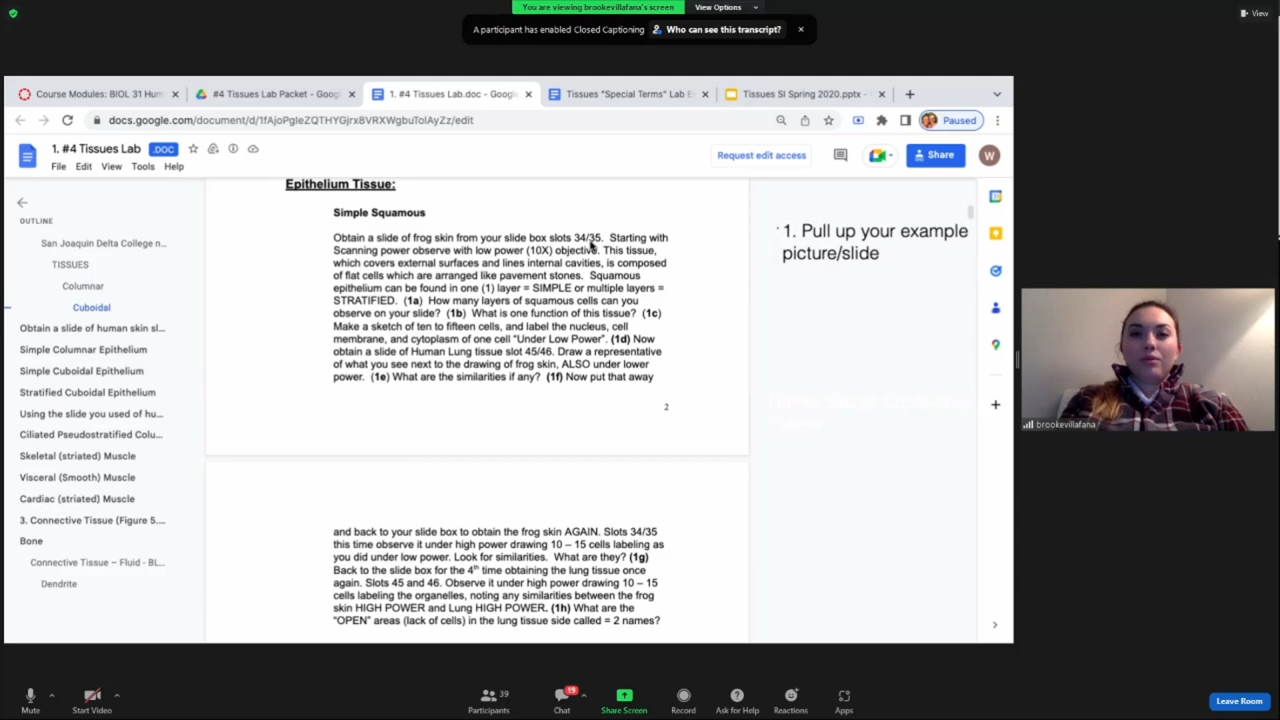 You are viewing brookevillafana's screen
View Options
View
A participant has enabled Closed Captioning
Who can see this transcript?
Course Modules: BIOL 31 Hum
#4 Tissues Lab Packet - Google
1. #4 Tissues Lab.doc - Google
Tissues "Special Terms" Lab E
Tissues SI Spring 2020.pptx -
Paused
1. #4 Tissues Lab
.DOC
File
Edit
View
Tools
Help
Request edit access
Share
W
OUTLINE
San Joaquin Delta College n...
TISSUES
Columnar
Cuboidal
Obtain a slide of human skin sl...
Simple Columnar Epithelium
Simple Cuboidal Epithelium
Stratified Cuboidal Epithelium
Using the slide you used of hu...
Ciliated Pseudostratified Colu...
Skeletal (striated) Muscle
Visceral (Smooth) Muscle
Cardiac (striated) Muscle
3. Connective Tissue (Figure 5....
Bone
Connective Tissue – Fluid - BL...
Dendrite
Epithelium Tissue:
Simple Squamous
Obtain a slide of frog skin from your slide box slots 34/35. Starting with
Scanning power observe with low power (10X) objective. This tissue,
which covers external surfaces and lines internal cavities, is composed
of flat cells which are arranged like pavement stones. Squamous
epithelium can be found in one (1) layer = SIMPLE or multiple layers =
STRATIFIED. (1a) How many layers of squamous cells can you
observe on your slide? (1b) What is one function of this tissue? (1c)
Make a sketch of ten to fifteen cells, and label the nucleus, cell
membrane, and cytoplasm of one cell "Under Low Power". (1d) Now
obtain a slide of Human Lung tissue slot 45/46. Draw a representative
of what you see next to the drawing of frog skin, ALSO under lower
power. (1e) What are the similarities if any? (1f) Now put that away
2
and back to your slide box to obtain the frog skin AGAIN. Slots 34/35
this time observe it under high power drawing 10 – 15 cells labeling as
you did under low power. Look for similarities. What are they? (1g)
Back to the slide box for the 4th time obtaining the lung tissue once
again. Slots 45 and 46. Observe it under high power drawing 10 – 15
cells labeling the organelles, noting any similarities between the frog
skin HIGH POWER and Lung HIGH POWER. (1h) What are the
"OPEN" areas (lack of cells) in the lung tissue side called = 2 names?
1. Pull up your example
picture/slide
brookevillafana
Mute
Start Video
Participants
39
Chat
19
Share Screen
Record
Ask for Help
Reactions
Apps
Leave Room